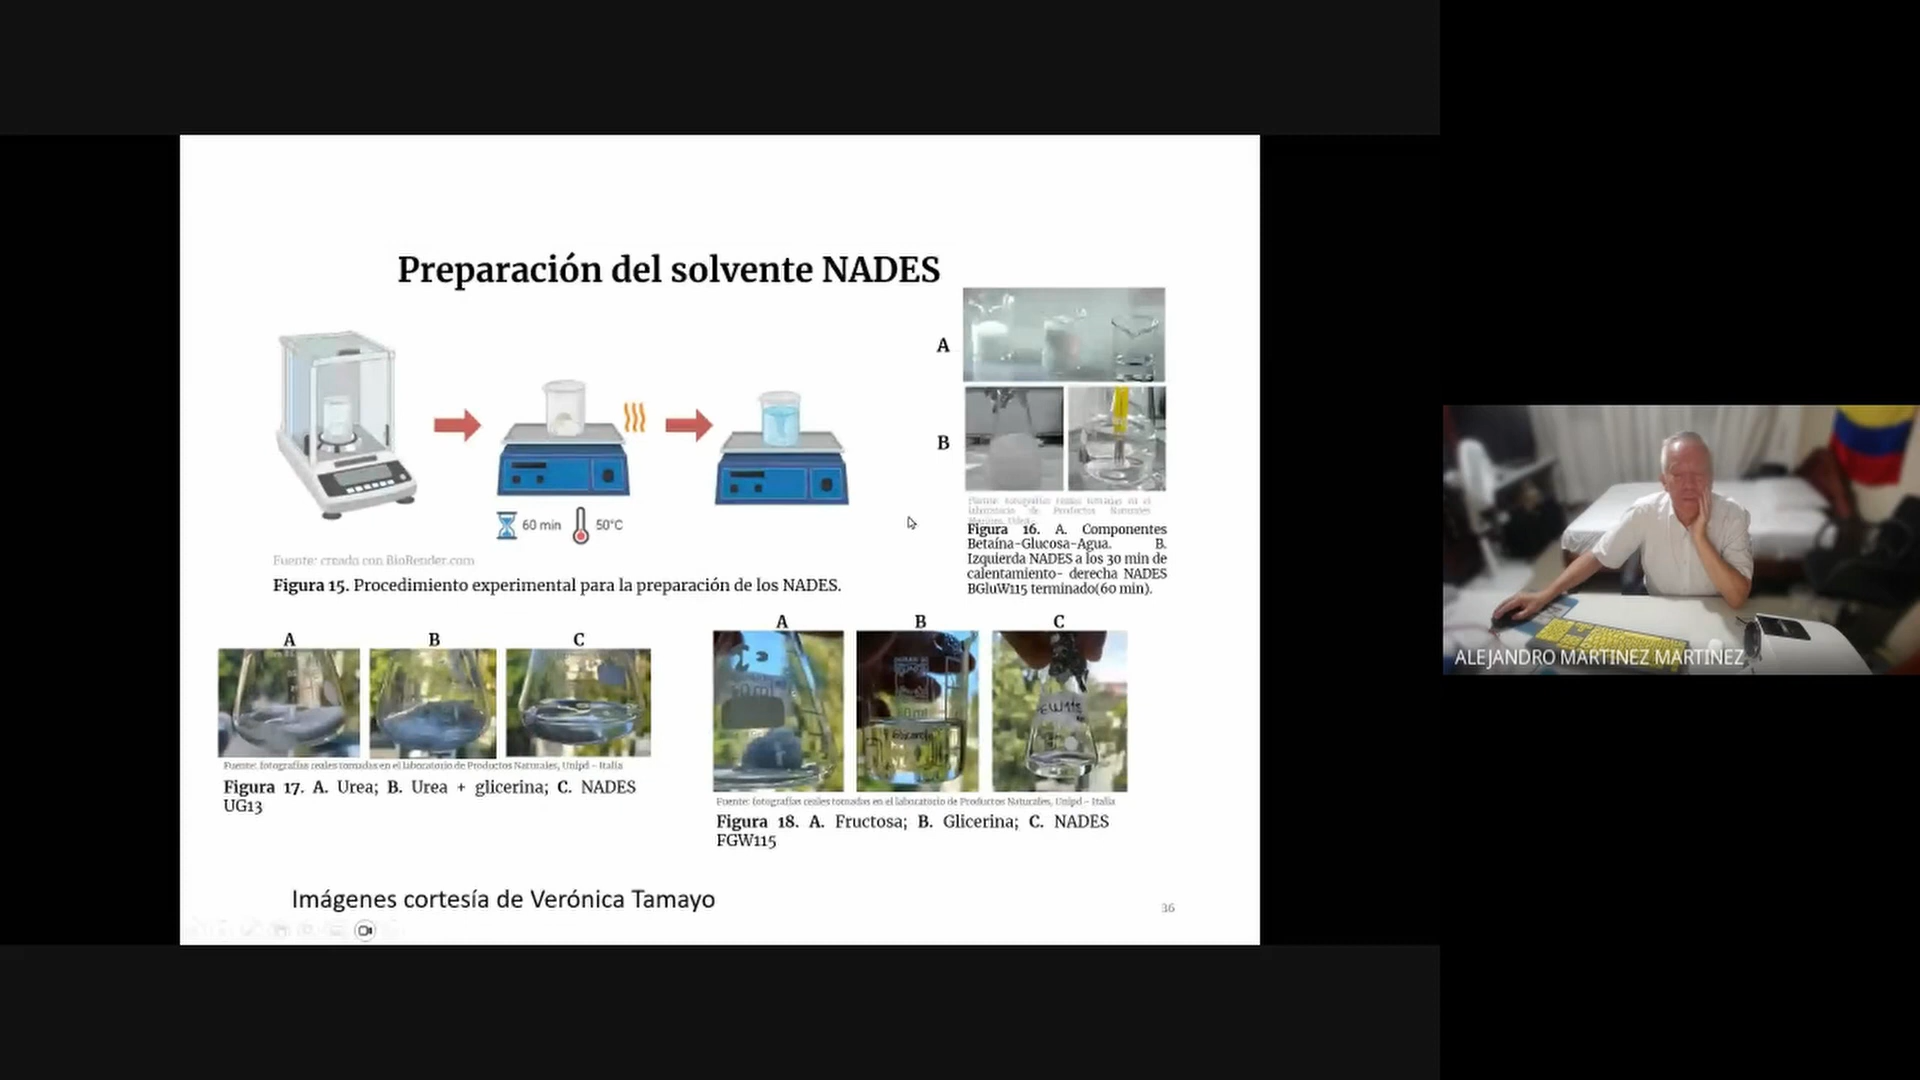 Preparación del solvente NADES
A
B
60 min
50°C
Fuente: creada con BioRender.com
Figura 15. Procedimiento experimental para la preparación de los NADES.
Fuente: fotografías reales tomadas en el
laboratorio de Productos Naturales
Figura 16. A. Componentes
Betaína-Glucosa-Agua. B.
Izquierda NADES a los 30 min de
calentamiento- derecha NADES
BGluW115 terminado(60 min).
A B C
Fuente: fotografías reales tomadas en el laboratorio de Productos Naturales, Unipd - Italia
Figura 17. A. Urea; B. Urea + glicerina; C. NADES
UG13
A B C
Fuente: fotografías reales tomadas en el laboratorio de Productos Naturales, Unipd - Italia
Figura 18. A. Fructosa; B. Glicerina; C. NADES
FGW115
Imágenes cortesía de Verónica Tamayo
36
ALEJANDRO MARTINEZ MARTINEZ